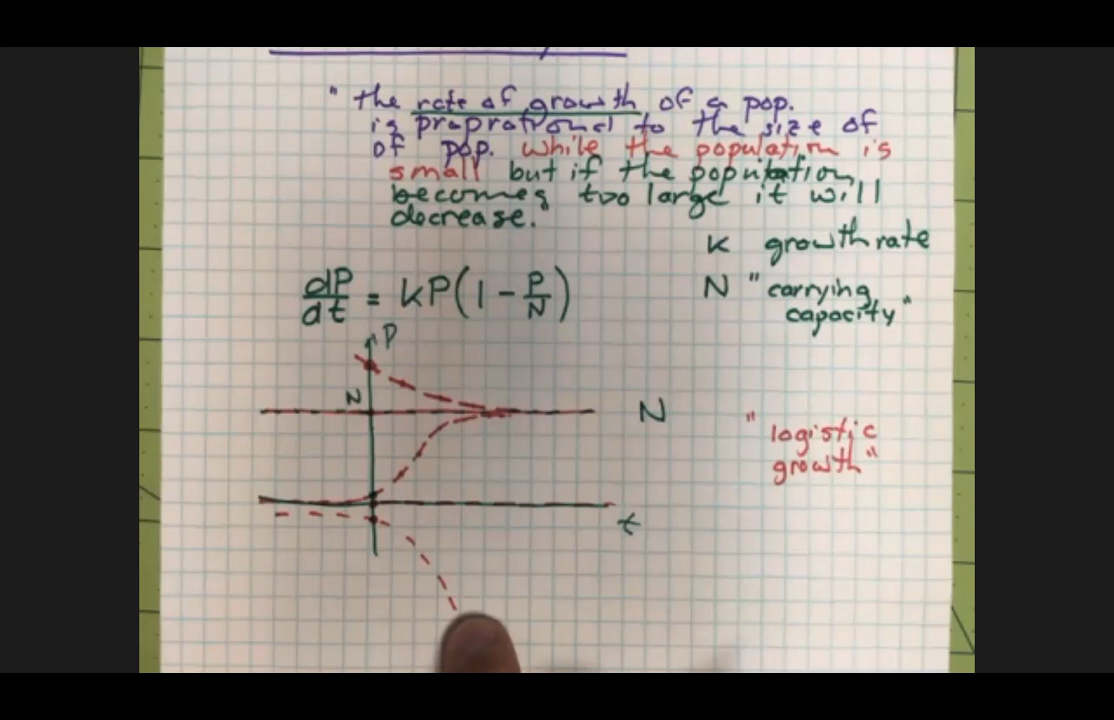 " the rate of growth of a pop.
is proprotional to the size of
of pop. while the population is
small but if the population
becomes too large it will
decrease."
K growth rate
dP/dt = kP(1 - P/N)
N "carrying
capacity"
P
N
N
"logistic
growth"
t